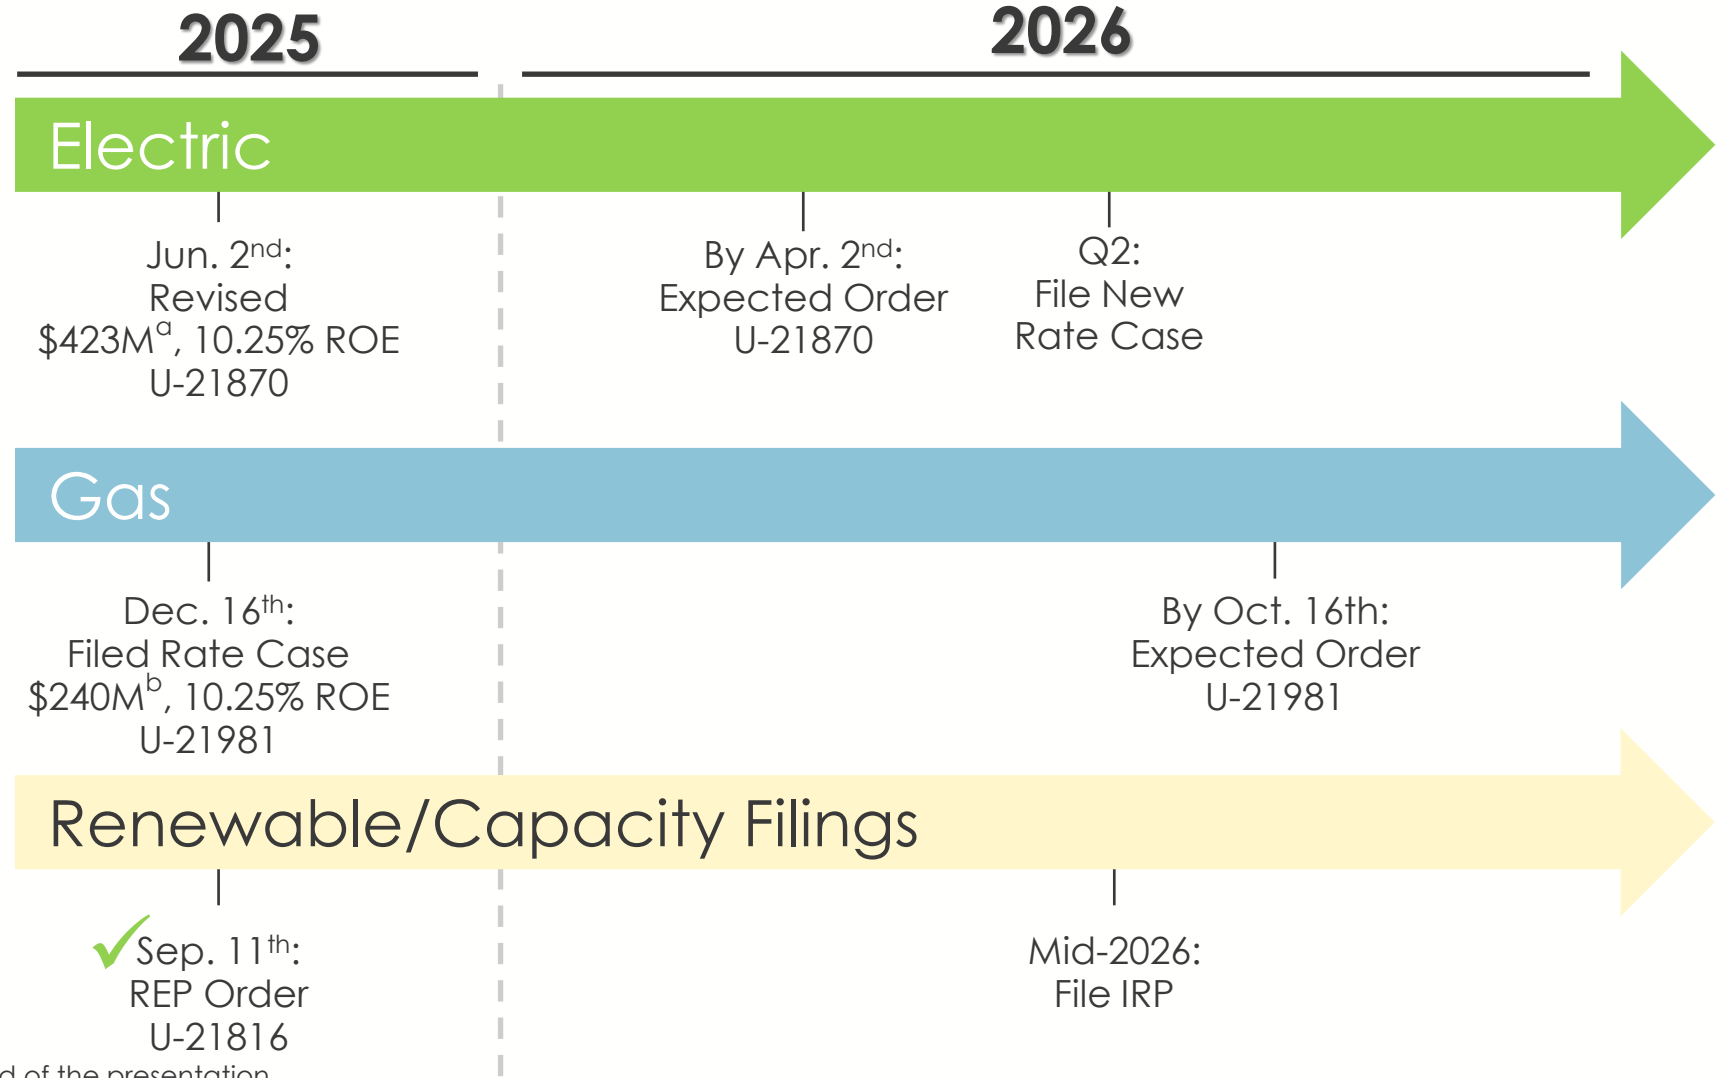 2025
2026
Electric
Jun. 2nd:
Revised
$423Mª, 10.25% ROE
U-21870
By Apr. 2nd:
Expected Order
U-21870
Q2:
File New
Rate Case
Gas
Dec. 16th:
Filed Rate Case
$240Mᵇ, 10.25% ROE
U-21981
By Oct. 16th:
Expected Order
U-21981
Renewable/Capacity Filings
Sep. 11th:
REP Order
U-21816
Mid-2026:
File IRP
of the presentation